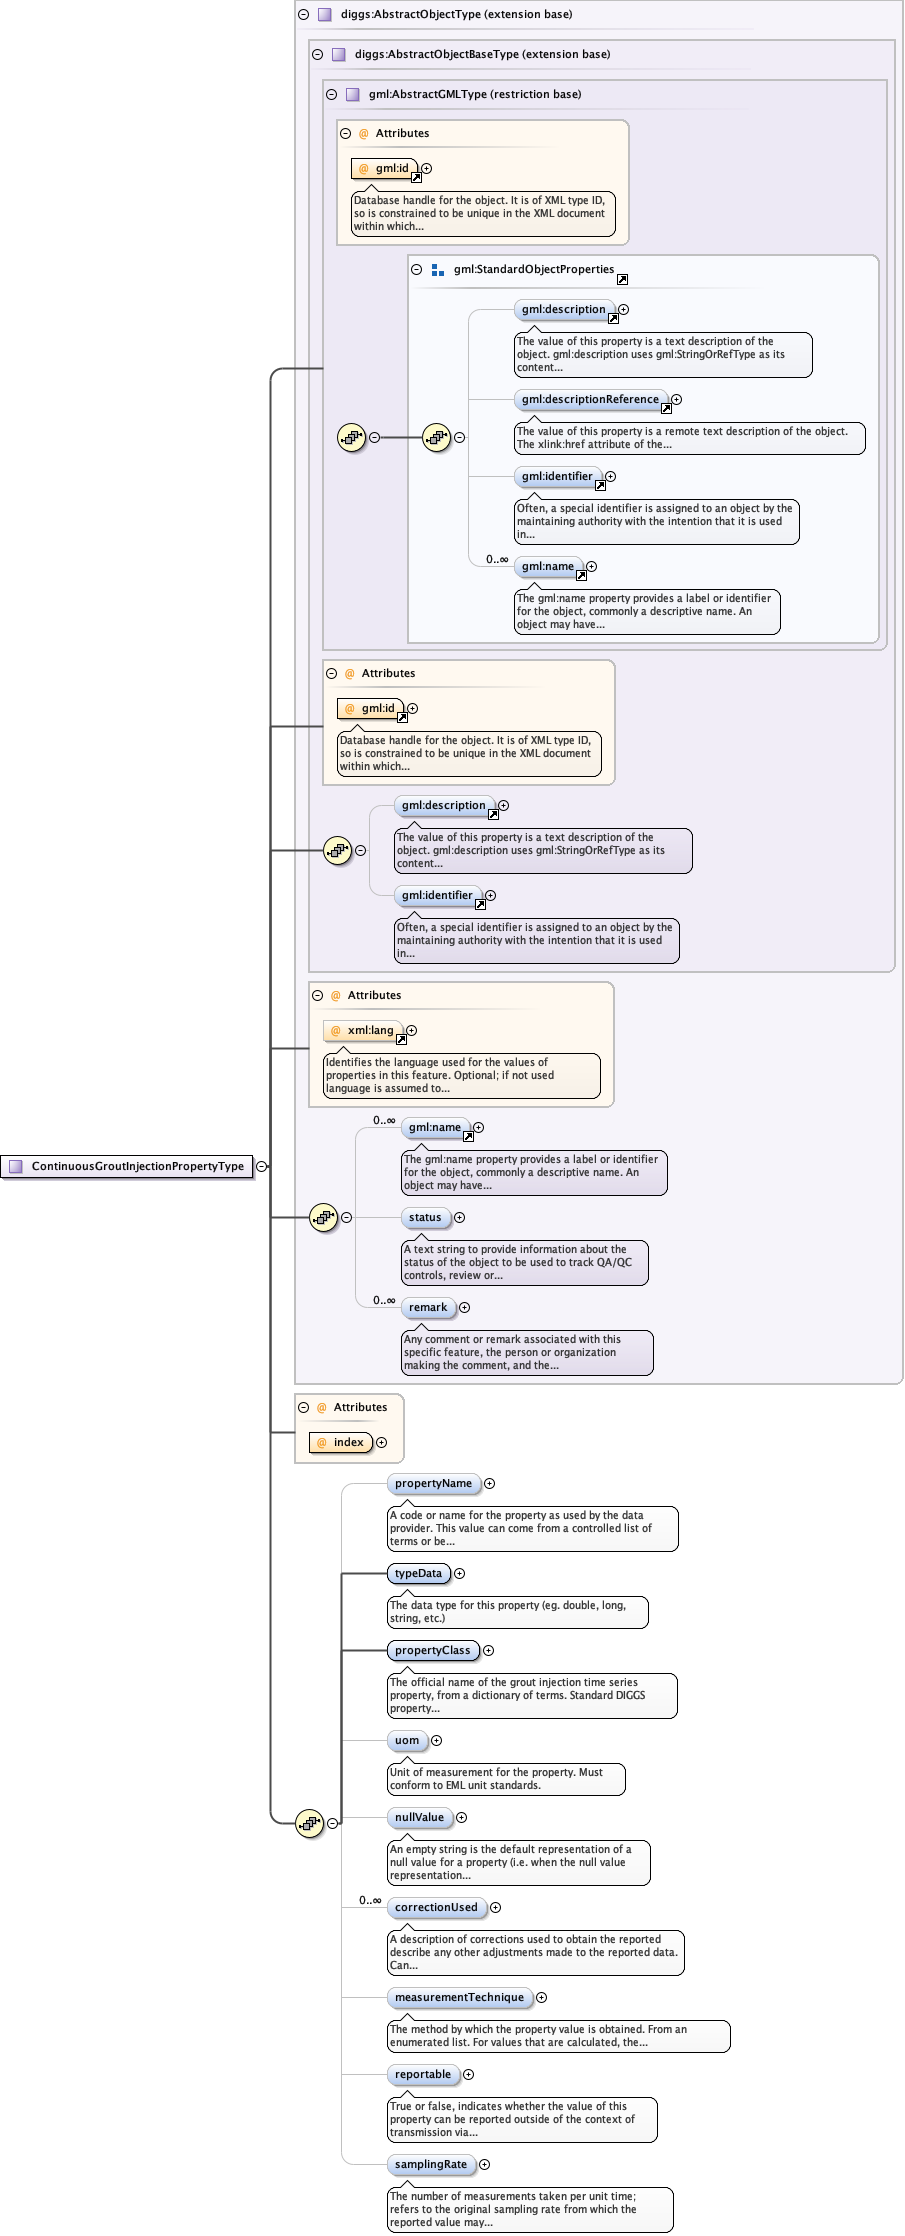 diggs:AbstractObjectType (extension base)
diggs:AbstractObjectBaseType (extension base)
gml:AbstractGMLType (restriction base)
@ Attributes
@ gml:id
Database handle for the object. It is of XML type ID,
so is constrained to be unique in the XML document
within which...
gml:StandardObjectProperties
gml:description
The value of this property is a text description of the
object. gml:description uses gml:StringOrRefType as its
content...
gml:descriptionReference
The value of this property is a remote text description of the object.
The xlink:href attribute of the...
gml:identifier
Often, a special identifier is assigned to an object by the
maintaining authority with the intention that it is used
in...
0..∞
gml:name
The gml:name property provides a label or identifier
for the object, commonly a descriptive name. An
object may have...
@ Attributes
@ gml:id
Database handle for the object. It is of XML type ID,
so is constrained to be unique in the XML document
within which...
gml:description
The value of this property is a text description of the
object. gml:description uses gml:StringOrRefType as its
content...
gml:identifier
Often, a special identifier is assigned to an object by the
maintaining authority with the intention that it is used
in...
@ Attributes
@ xml:lang
Identifies the language used for the values of
properties in this feature. Optional; if not used
language is assumed to...
0..∞
gml:name
The gml:name property provides a label or identifier
for the object, commonly a descriptive name. An
object may have...
ContinuousGroutInjectionPropertyType
status
A text string to provide information about the
status of the object to be used to track QA/QC
controls, review or...
0..∞
remark
Any comment or remark associated with this
specific feature, the person or organization
making the comment, and the...
@ Attributes
@ index
propertyName
A code or name for the property as used by the data
provider. This value can come from a controlled list of
terms or be...
typeData
The data type for this property (eg. double, long,
string, etc.)
propertyClass
The official name of the grout injection time series
property, from a dictionary of terms. Standard DIGGS
property...
uom
Unit of measurement for the property. Must
conform to EML unit standards.
nullValue
An empty string is the default representation of a
null value for a property (i.e. when the null value
representation...
0..∞
correctionUsed
A description of corrections used to obtain the reported
describe any other adjustments made to the reported data.
Can...
measurementTechnique
The method by which the property value is obtained. From an
enumerated list. For values that are calculated, the...
reportable
True or false, indicates whether the value of this
property can be reported outside of the context of
transmission via...
samplingRate
The number of measurements taken per unit time;
refers to the original sampling rate from which the
reported value may...